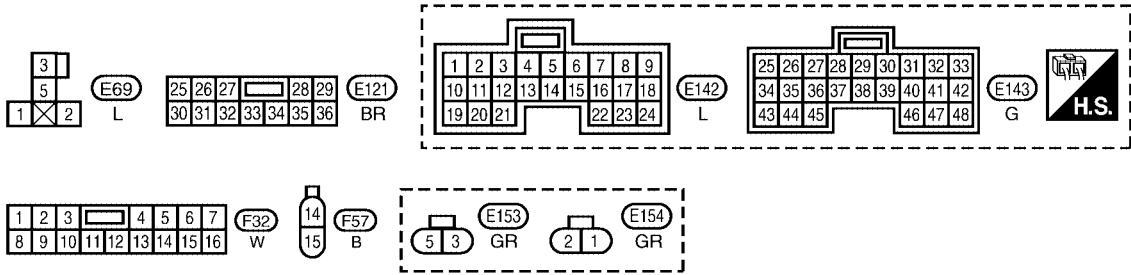 3
5
1 2
E69
L
25 26 27 28 29
30 31 32 33 34 35 36
E121
BR
1 2 3 4 5 6 7 8 9
10 11 12 13 14 15 16 17 18
19 20 21 22 23 24
E142
L
25 26 27 28 29 30 31 32 33
34 35 36 37 38 39 40 41 42
43 44 45 46 47 48
E143
G
H.S.
1 2 3 4 5 6 7
8 9 10 11 12 13 14 15 16
F32
W
14
15
F57
B
5 3
E153
GR
2 1
E154
GR